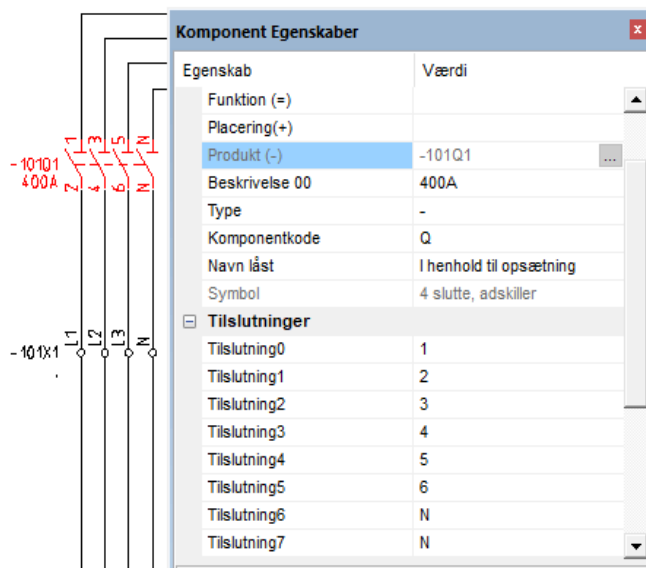 Komponent Egenskaber
x
Egenskab Værdi
Funktion (=)
Placering(+)
Produkt (-) -101Q1 ...
Beskrivelse 00 400A
Type -
Komponentkode Q
Navn låst I henhold til opsætning
Symbol 4 slutte, adskiller
Tilslutninger
Tilslutning0 1
Tilslutning1 2
Tilslutning2 3
Tilslutning3 4
Tilslutning4 5
Tilslutning5 6
Tilslutning6 N
Tilslutning7 N
1 3 5 N
-101Q1
400A
2 4 6 N
L1 L2 L3 N
-101X1